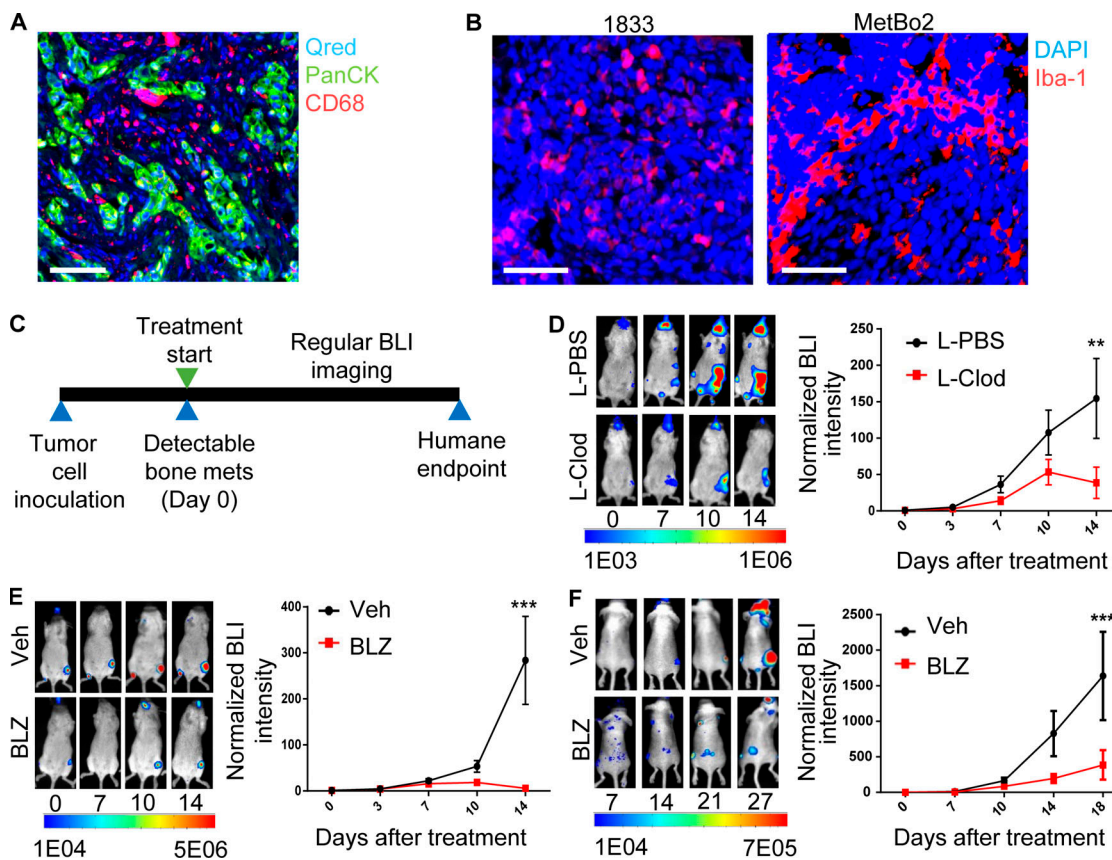 A
Qred
PanCK
CD68
B
1833
MetBo2
DAPI
Iba-1
C
Treatment
start
Regular BLI
imaging
Tumor
cell
inoculation
Detectable
bone mets
(Day 0)
Humane
endpoint
D
L-PBS
L-Clod
0 7 10 14
1E03 1E06
Normalized BLI
intensity
250
200
150
100
50
0
L-PBS
L-Clod
**
0 3 7 10 14
Days after treatment
E
Veh
BLZ
0 7 10 14
1E04 5E06
Normalized BLI
intensity
400
300
200
100
0
Veh
BLZ
***
0 3 7 10 14
Days after treatment
F
Veh
BLZ
7 14 21 27
1E04 7E05
Normalized BLI
intensity
2500
2000
1500
1000
500
0
Veh
BLZ
***
0 7 10 14 18
Days after treatment